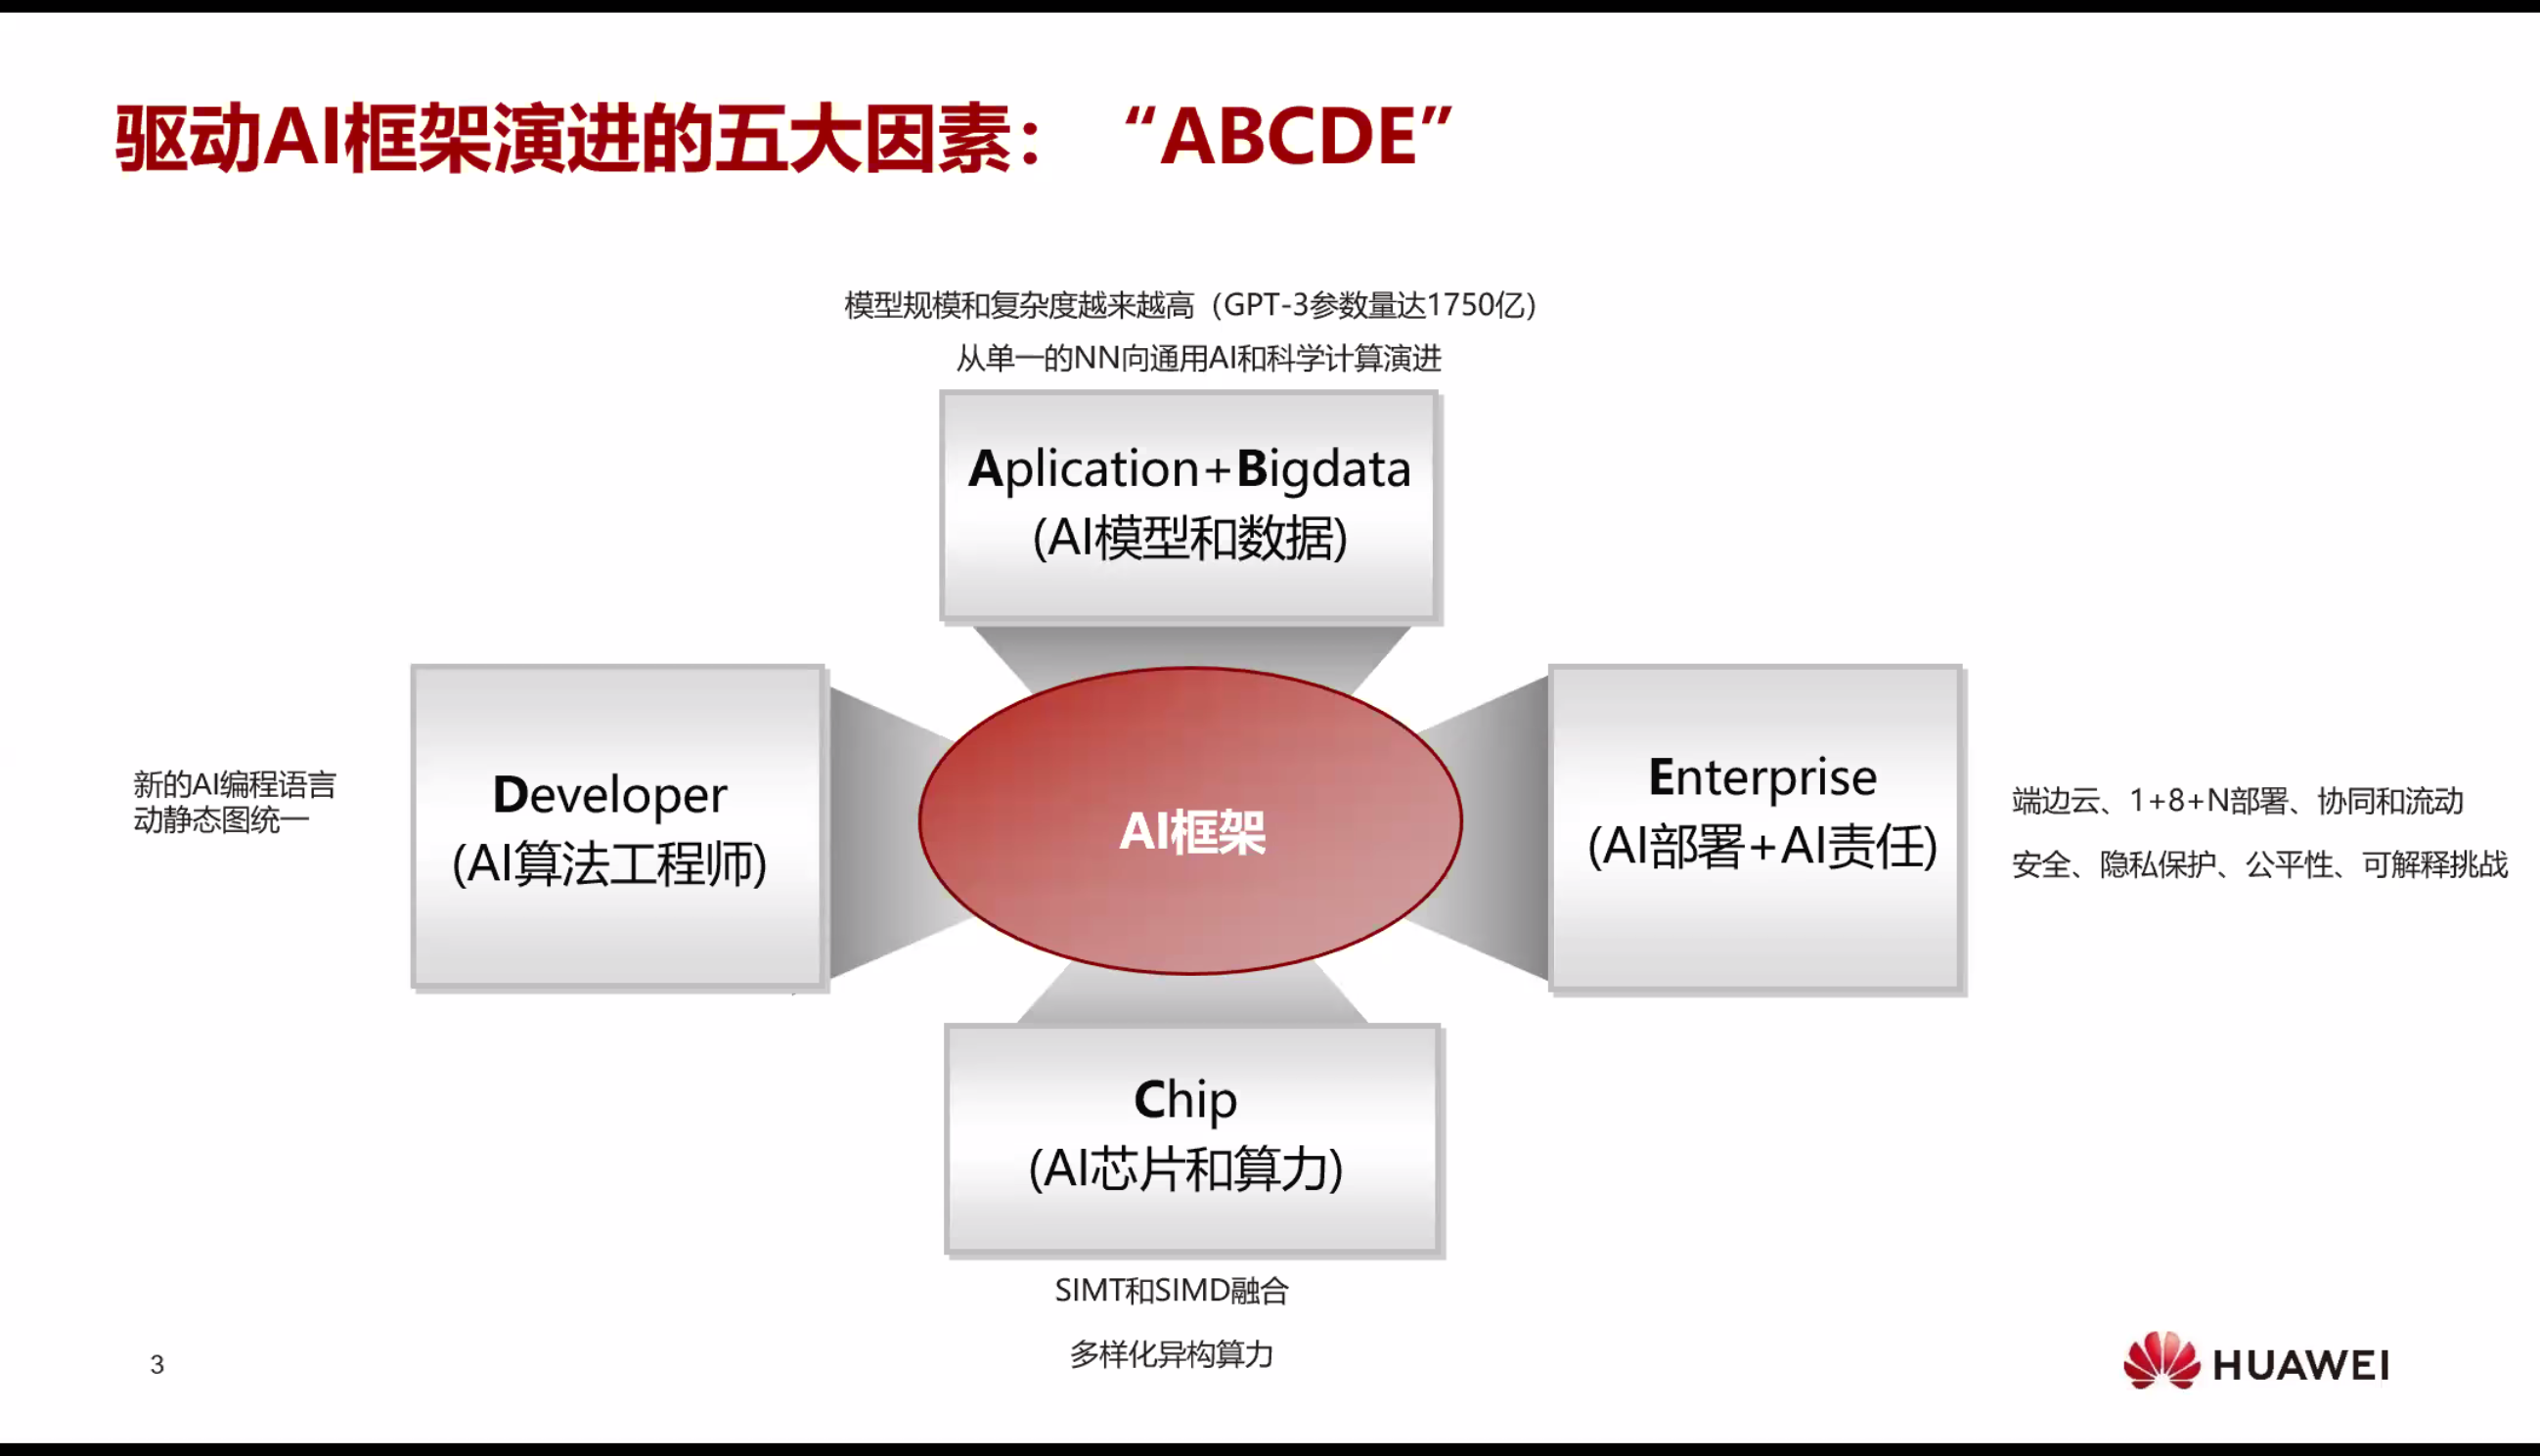 驱动AI框架演进的五大因素：“ABCDE”
模型规模和复杂度越来越高（GPT-3参数量达1750亿）
从单一的NN向通用AI和科学计算演进
Aplication+Bigdata
(AI模型和数据)
新的AI编程语言
动静态图统一
Developer
(AI算法工程师)
AI框架
Enterprise
(AI部署+AI责任)
端边云、1+8+N部署、协同和流动
安全、隐私保护、公平性、可解释挑战
Chip
(AI芯片和算力)
SIMT和SIMD融合
多样化异构算力
3
HUAWEI